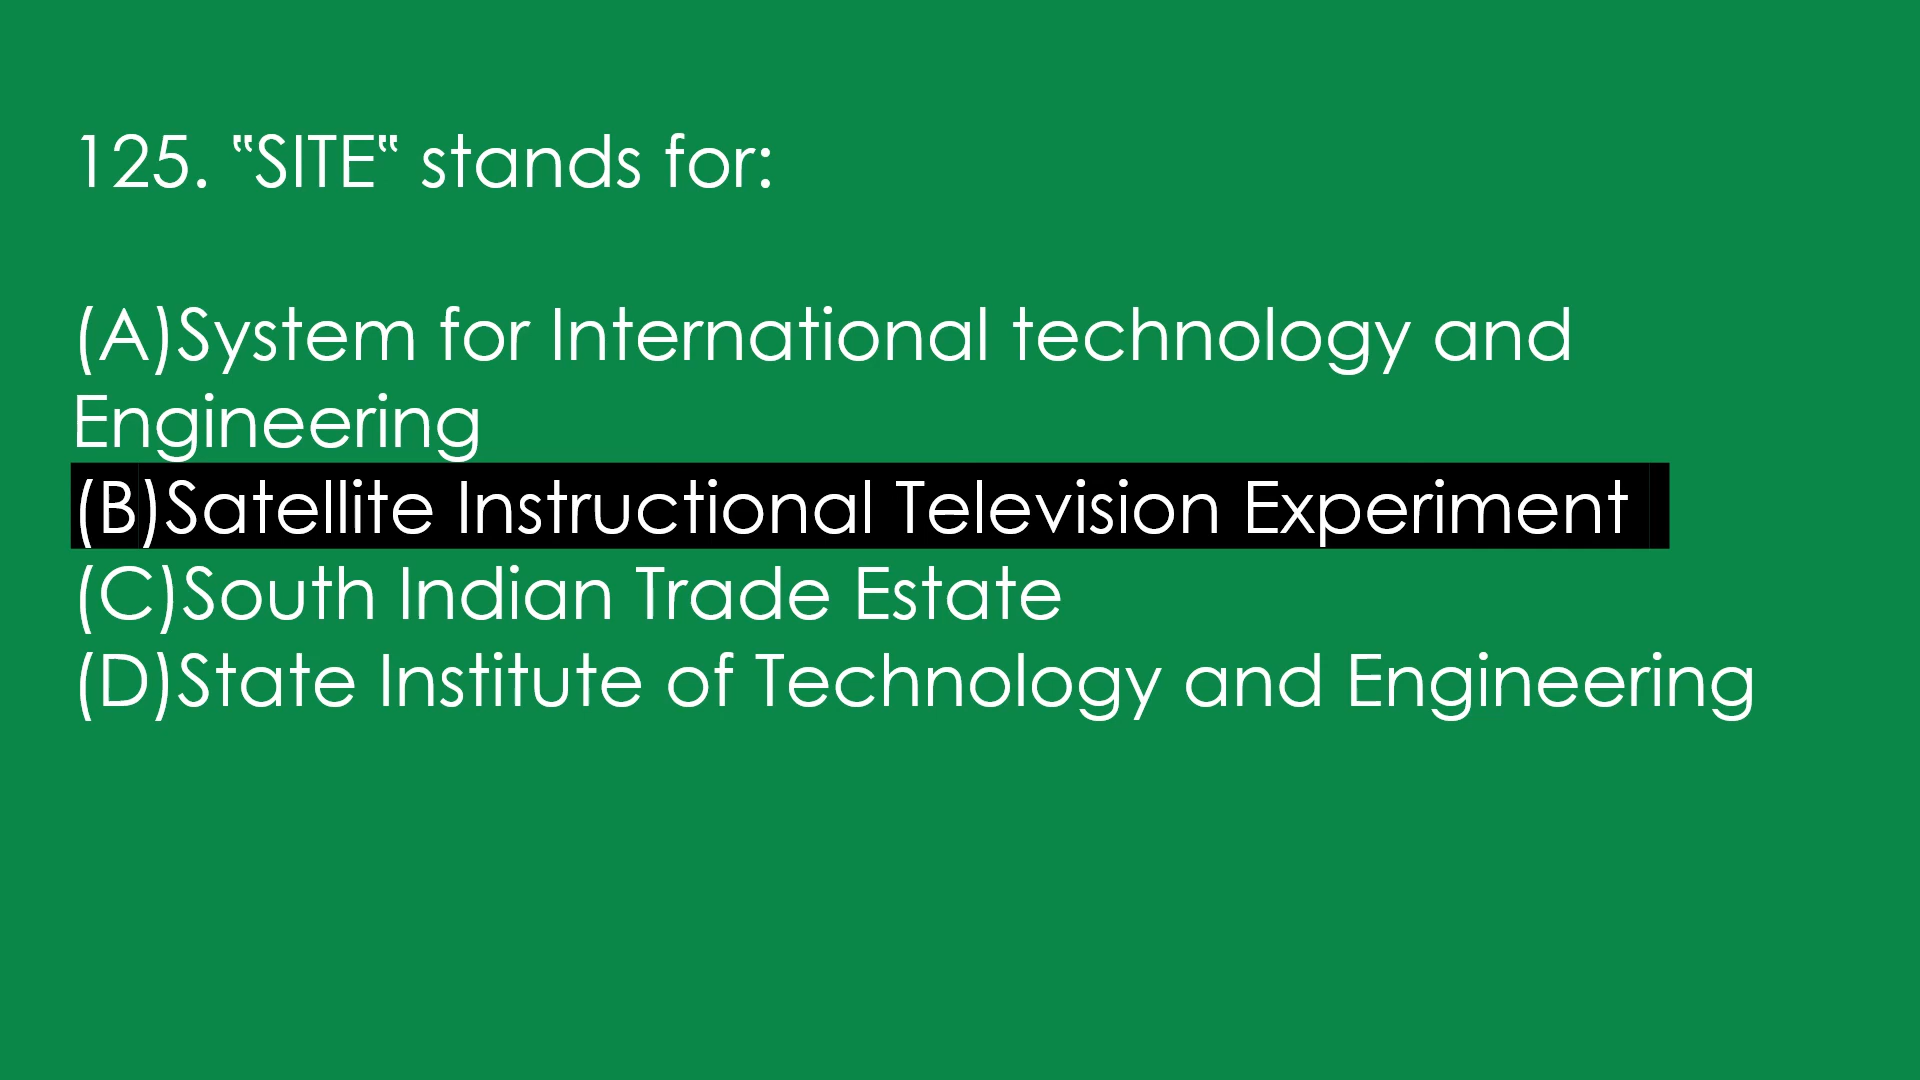 125. "SITE" stands for:
(A)System for International technology and
Engineering
(B)Satellite Instructional Television Experiment
(C)South Indian Trade Estate
(D)State Institute of Technology and Engineering